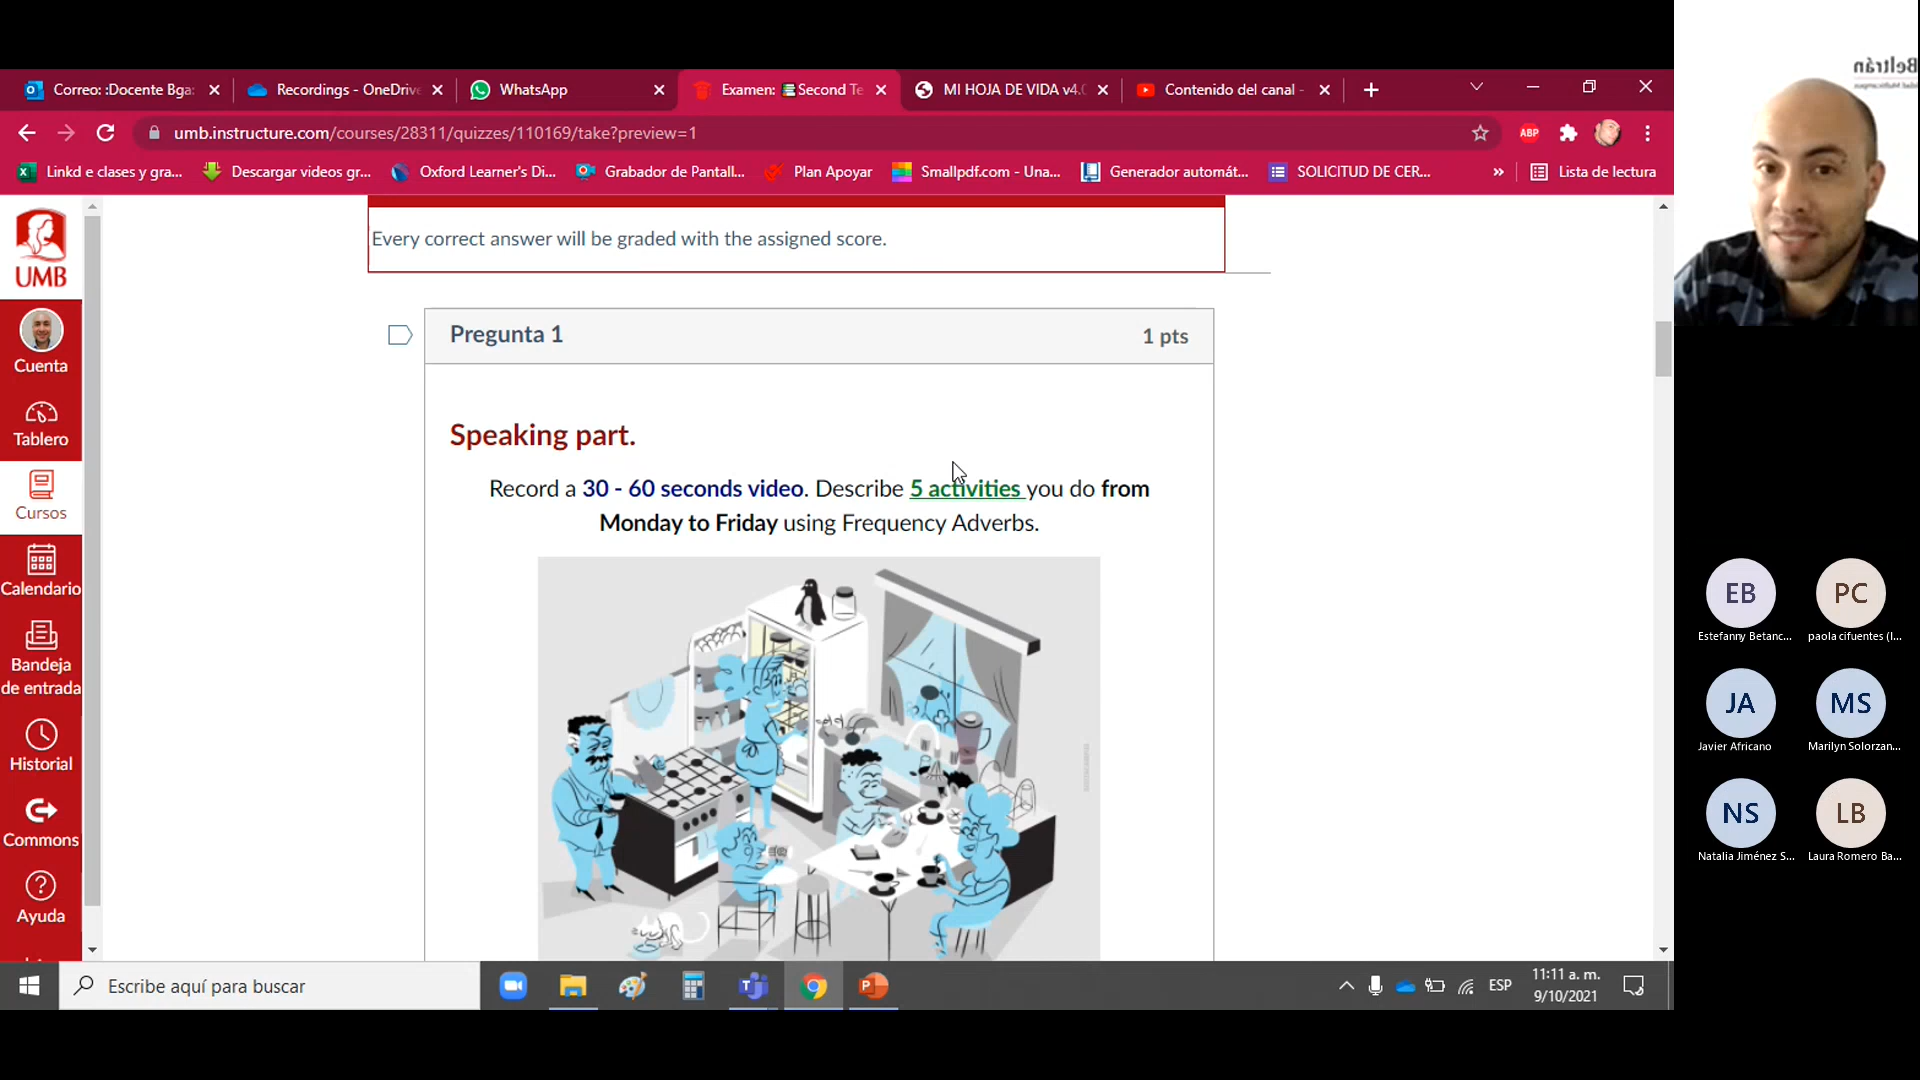 Correo: :Docente Bga:
Recordings - OneDrive
WhatsApp
Examen: Second Te
MI HOJA DE VIDA v4.0
Contenido del canal -
umb.instructure.com/courses/28311/quizzes/110169/take?preview=1
ABP
Linkd e clases y gra...
Descargar videos gr...
Oxford Learner's Di...
Grabador de Pantall...
Plan Apoyar
Smallpdf.com - Una...
Generador automát...
SOLICITUD DE CER...
»
Lista de lectura
UMB
Cuenta
Tablero
Cursos
Calendario
Bandeja
de entrada
Historial
Commons
Ayuda
Every correct answer will be graded with the assigned score.
Pregunta 1
1 pts
Speaking part.
Record a 30 - 60 seconds video. Describe 5 activities you do from
Monday to Friday using Frequency Adverbs.
Beltrán
EB
Estefanny Betanc...
PC
paola cifuentes (I...
JA
Javier Africano
MS
Marilyn Solorzan...
NS
Natalia Jiménez S...
LB
Laura Romero Ba...
Escribe aquí para buscar
ESP
11:11 a. m.
9/10/2021